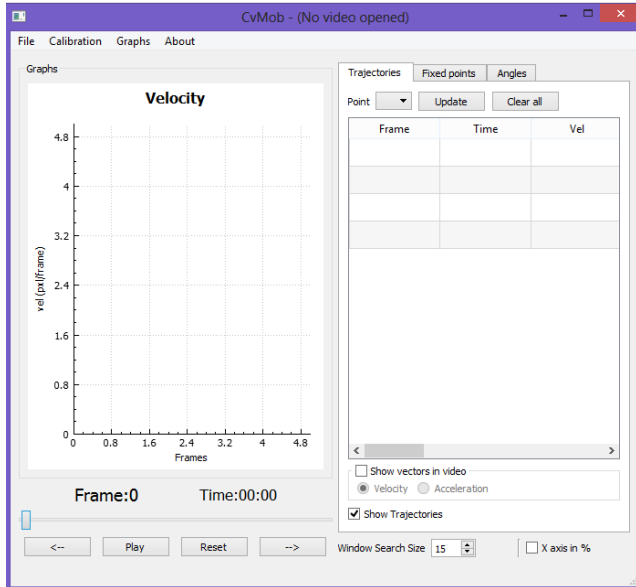 CvMob - (No video opened)
File Calibration Graphs About
Graphs
Velocity
4.8
4
3.2
2.4
1.6
0.8
0
vel (pxl/frame)
0 0.8 1.6 2.4 3.2 4 4.8
Frames
Frame:0 Time:00:00
<-- Play Reset -->
Trajectories Fixed points Angles
Point Update Clear all
Frame Time Vel
Show vectors in video
Velocity Acceleration
Show Trajectories
Window Search Size 15 X axis in %